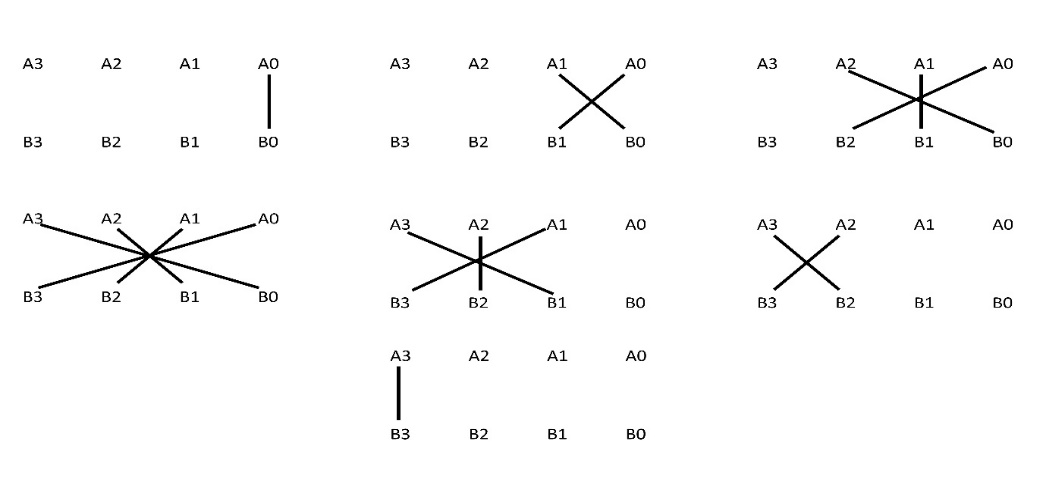 A3 A2 A1 A0 A3 A2 A1 A0 A3 A2 A1 A0
B3 B2 B1 B0 B3 B2 B1 B0 B3 B2 B1 B0
A3 A2 A1 A0 A3 A2 A1 A0 A3 A2 A1 A0
B3 B2 B1 B0 B3 B2 B1 B0 B3 B2 B1 B0
A3 A2 A1 A0
B3 B2 B1 B0